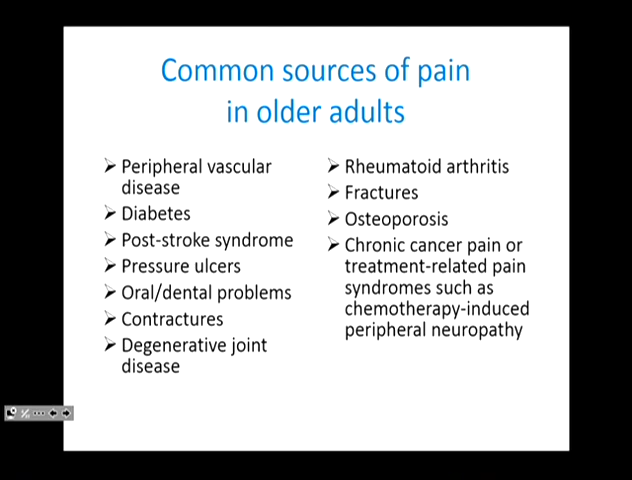 Common sources of pain
in older adults
➢ Peripheral vascular
disease
➢ Diabetes
➢ Post-stroke syndrome
➢ Pressure ulcers
➢ Oral/dental problems
➢ Contractures
➢ Degenerative joint
disease
➢ Rheumatoid arthritis
➢ Fractures
➢ Osteoporosis
➢ Chronic cancer pain or
treatment-related pain
syndromes such as
chemotherapy-induced
peripheral neuropathy